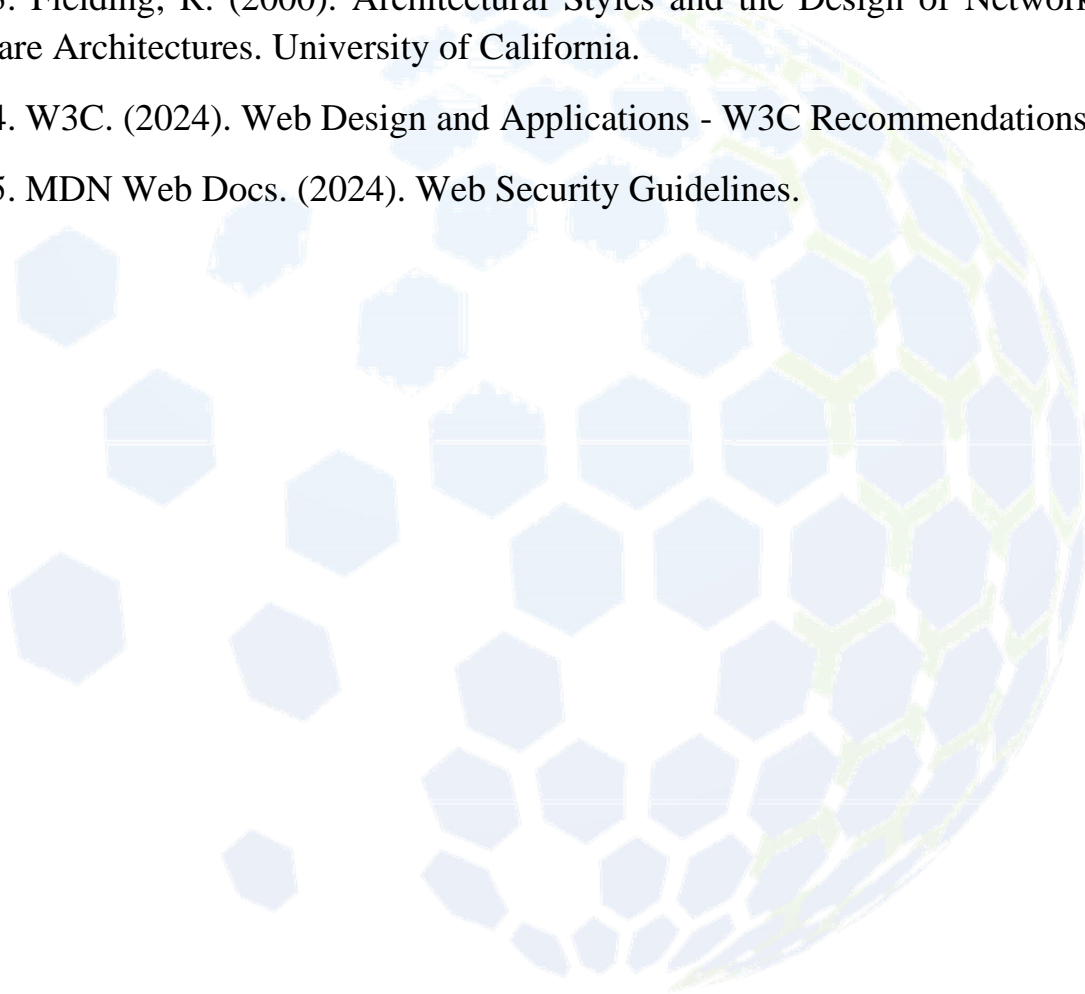 3. Fielding, R. (2000). Architectural Styles and the Design of Network
are Architectures. University of California.
4. W3C. (2024). Web Design and Applications - W3C Recommendations
5. MDN Web Docs. (2024). Web Security Guidelines.